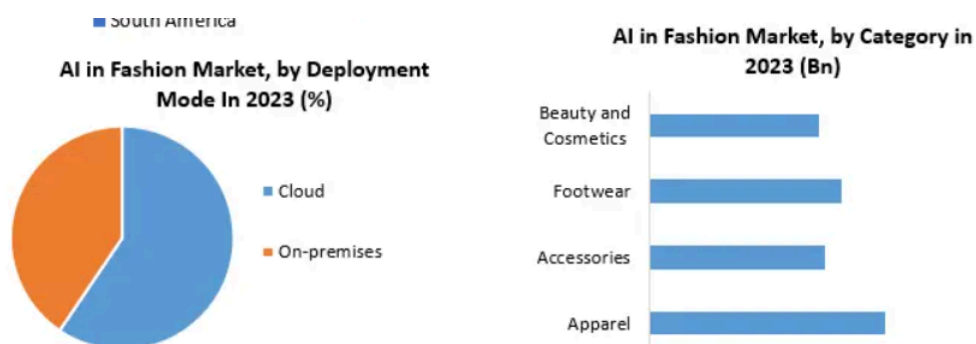 South America
AI in Fashion Market, by Deployment
Mode In 2023 (%)
Cloud
On-premises
AI in Fashion Market, by Category in
2023 (Bn)
Beauty and
Cosmetics
Footwear
Accessories
Apparel